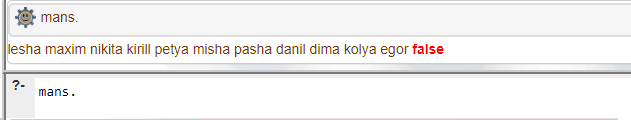 mans.
lesha maxim nikita kirill petya misha pasha danil dima kolya egor false
?- mans.